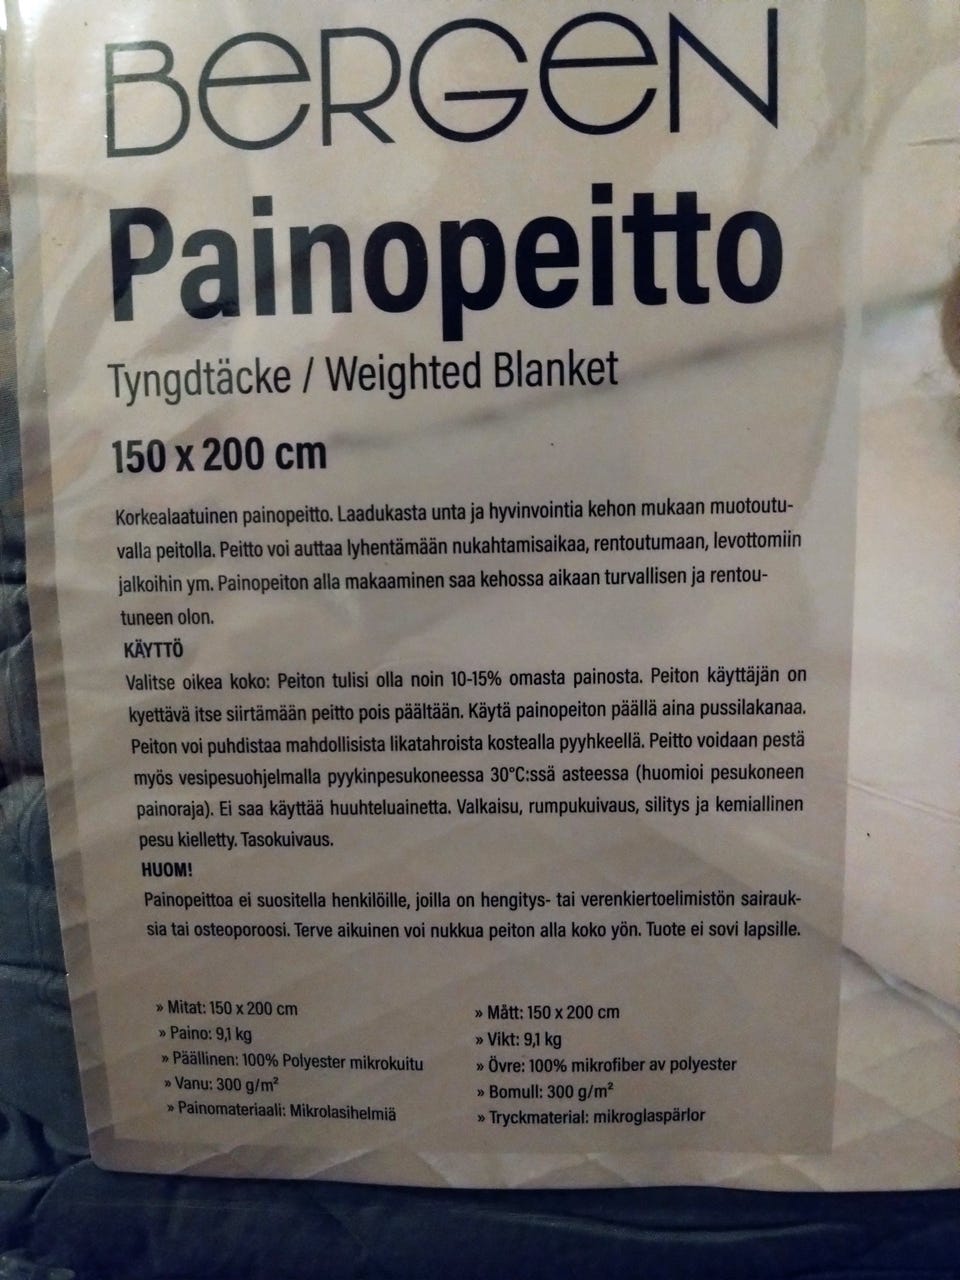 BERGEN
Painopeitto
Tyngdtäcke / Weighted Blanket
150 x 200 cm
Korkealaatuinen painopeitto. Laadukasta unta ja hyvinvointia kehon mukaan muotoutu-
valla peitolla. Peitto voi auttaa lyhentämään nukahtamisaikaa, rentoutumaan, levottomiin
jalkoihin ym. Painopeiton alla makaaminen saa kehossa aikaan turvallisen ja rentou-
tuneen olon.
KÄYTTÖ
Valitse oikea koko: Peiton tulisi olla noin 10-15% omasta painosta. Peiton käyttäjän on
kyettävä itse siirtämään peitto pois päältään. Käytä painopeiton päällä aina pussilakanaa.
Peiton voi puhdistaa mahdollisista likatahroista kostealla pyyhkeellä. Peitto voidaan pestä
myös vesipesuohjelmalla pyykinpesukoneessa 30°C:ssä asteessa (huomioi pesukoneen
painoraja). Ei saa käyttää huuhteluainetta. Valkaisu, rumpukuivaus, silitys ja kemiallinen
pesu kielletty. Tasokuivaus.
HUOM!
Painopeittoa ei suositella henkilöille, joilla on hengitys- tai verenkiertoelimistön sairauk-
sia tai osteoporoosi. Terve aikuinen voi nukkua peiton alla koko yön. Tuote ei sovi lapsille.
» Mitat: 150 x 200 cm
» Paino: 9,1 kg
» Päällinen: 100% Polyester mikrokuitu
» Vanu: 300 g/m²
» Painomateriaali: Mikrolasihelmiä
» Mått: 150 x 200 cm
» Vikt: 9,1 kg
» Övre: 100% mikrofiber av polyester
» Bomull: 300 g/m²
» Tryckmaterial: mikroglaspärlor